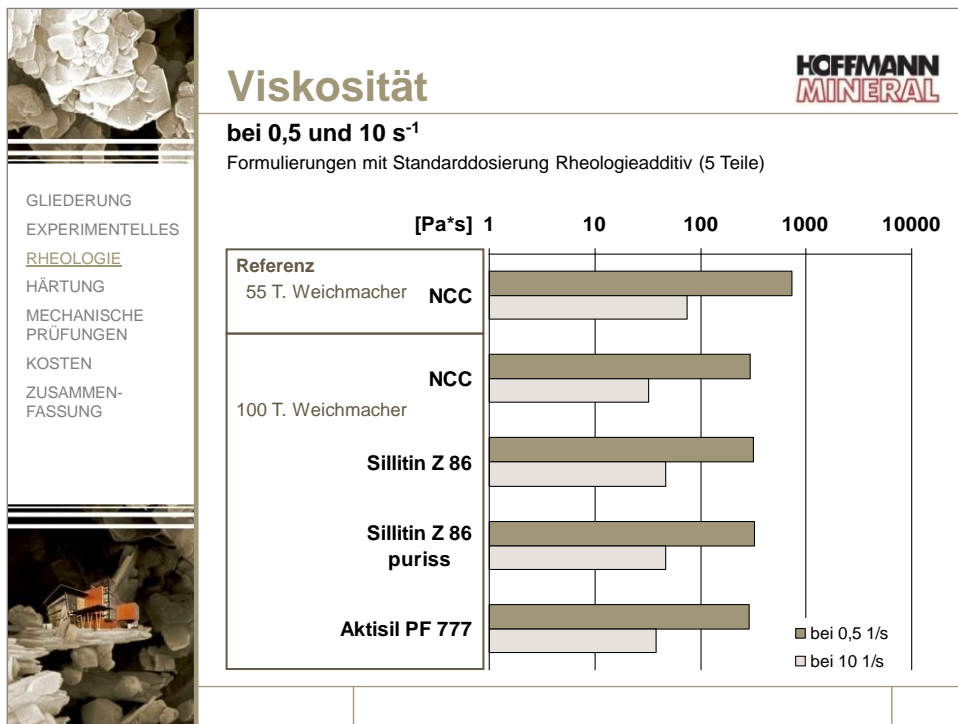 Viskosität
HOFFMANN
MINERAL
bei 0,5 und 10 s-1
Formulierungen mit Standarddosierung Rheologieadditiv (5 Teile)
GLIEDERUNG
EXPERIMENTELLES
RHEOLOGIE
HÄRTUNG
MECHANISCHE
PRÜFUNGEN
KOSTEN
ZUSAMMEN-
FASSUNG
[Pa*s] 1 10 100 1000 10000
Referenz
55 T. Weichmacher NCC
NCC
100 T. Weichmacher
Sillitin Z 86
Sillitin Z 86
puriss
Aktisil PF 777
bei 0,5 1/s
bei 10 1/s